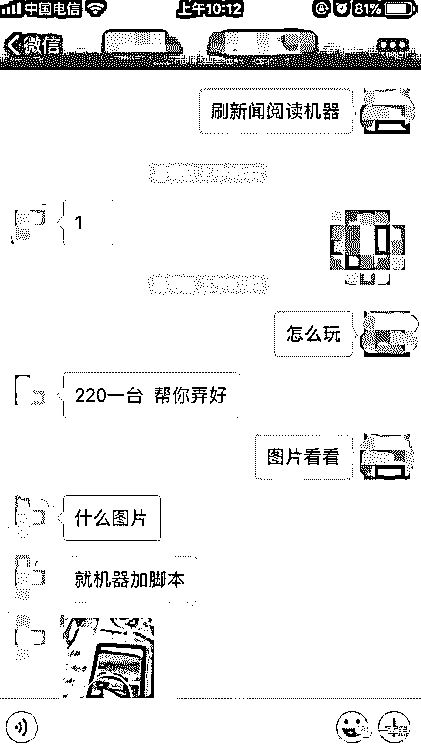 中国电信
上午10:12
81%
微信
刷新闻阅读机器
1
怎么玩
220一台 帮你弄好
图片看看
什么图片
就机器加脚本